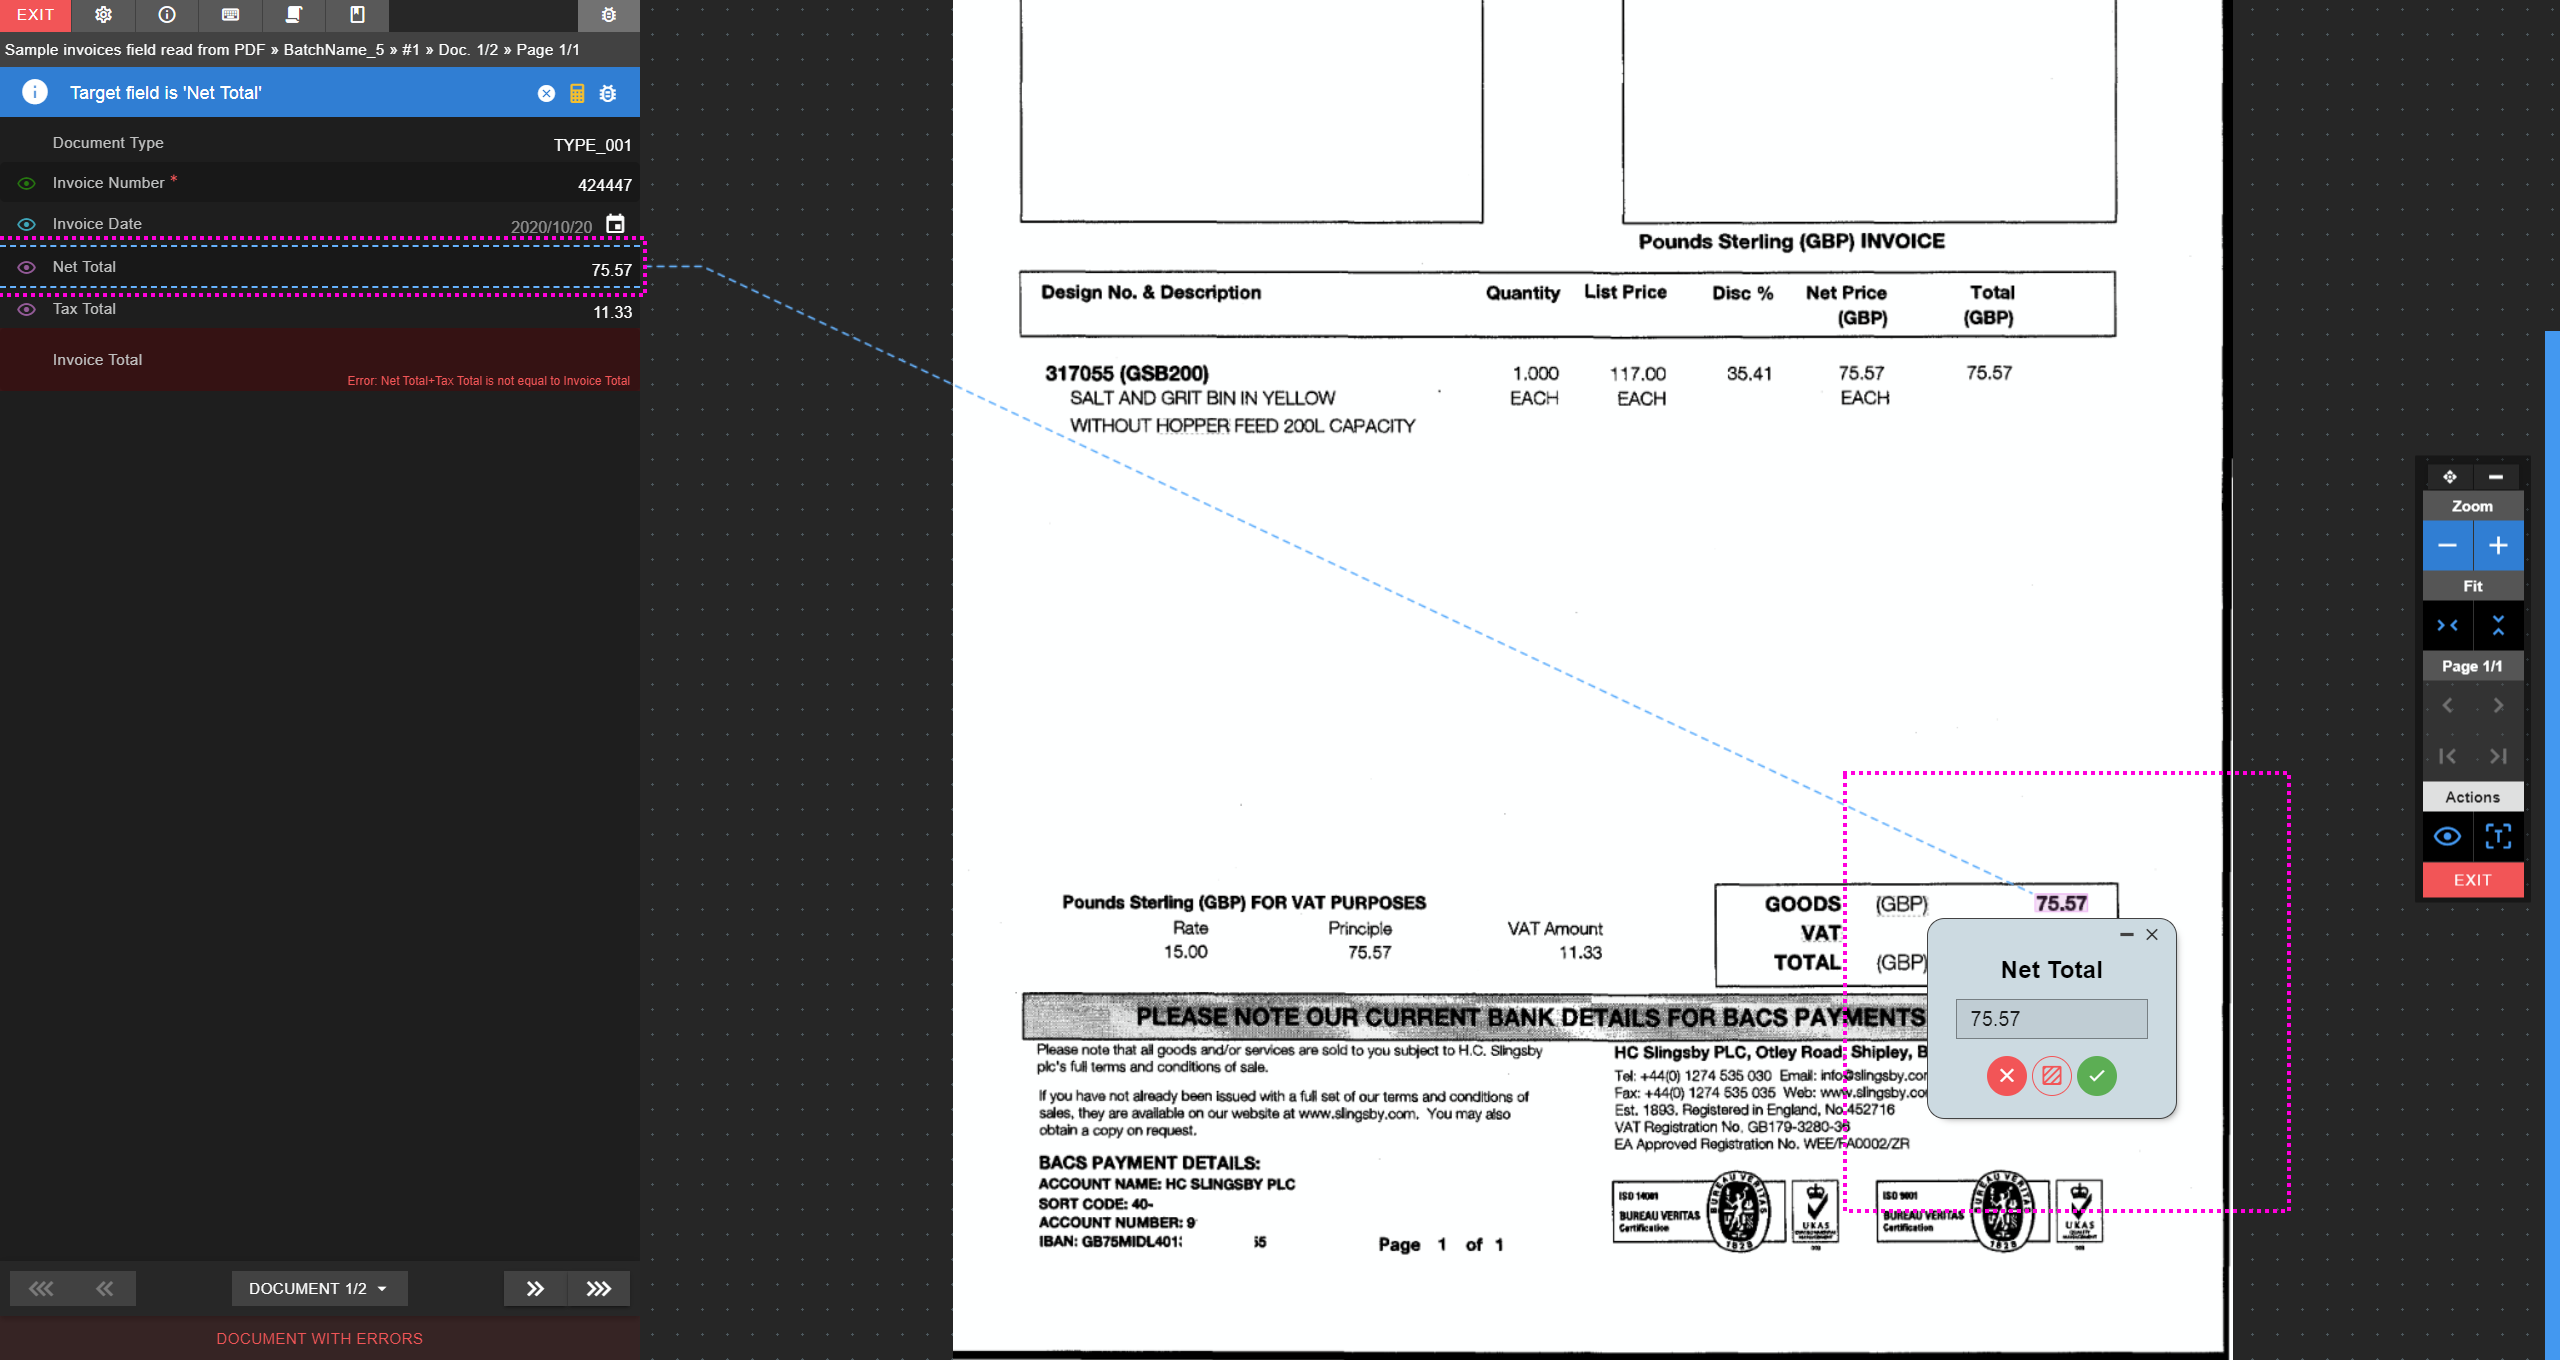 EXIT
Sample invoices field read from PDF » BatchName_5 » #1 » Doc. 1/2 » Page 1/1
Target field is 'Net Total'
Document Type TYPE_001
Invoice Number * 424447
Invoice Date 2020/10/20
Net Total 75.57
Tax Total 11.33
Invoice Total
Error: Net Total+Tax Total is not equal to Invoice Total
DOCUMENT 1/2
DOCUMENT WITH ERRORS
Pounds Sterling (GBP) INVOICE
Design No. & Description Quantity List Price Disc % Net Price Total
(GBP) (GBP)
317055 (GSB200) 1.000 117.00 35.41 75.57 75.57
SALT AND GRIT BIN IN YELLOW EACH EACH EACH
WITHOUT HOPPER FEED 200L CAPACITY
Pounds Sterling (GBP) FOR VAT PURPOSES
Rate Principle VAT Amount
15.00 75.57 11.33
GOODS (GBP) 75.57
VAT
TOTAL (GBP)
PLEASE NOTE OUR CURRENT BANK DETAILS FOR BACS PAYMENTS
Please note that all goods and/or services are sold to you subject to H.C. Slingsby
plc's full terms and conditions of sale.
If you have not already been issued with a full set of our terms and conditions of
sales, they are available on our website at www.slingsby.com. You may also
obtain a copy on request.
BACS PAYMENT DETAILS:
ACCOUNT NAME: HC SLINGSBY PLC
SORT CODE: 40-
ACCOUNT NUMBER: 9
IBAN: GB75MIDL401
Page 1 of 1
HC Slingsby PLC, Otley Road, Shipley, B
Tel: +44(0) 1274 535 030 Email: info@slingsby.co
Fax: +44(0) 1274 535 035 Web: www.slingsby.co
Est. 1893. Registered in England, No 452716
VAT Registration No. GB179-3280-36
EA Approved Registration No. WEE/FA0002/ZR
ISO 14001
BUREAU VERITAS
Certification
BUREAU VERITAS
1828
UKAS
ISO 9001
BUREAU VERITAS
Certification
BUREAU VERITAS
1828
UKAS
QUALITY
MANAGEMENT
Net Total
75.57
Zoom
Fit
Page 1/1
Actions
T
EXIT